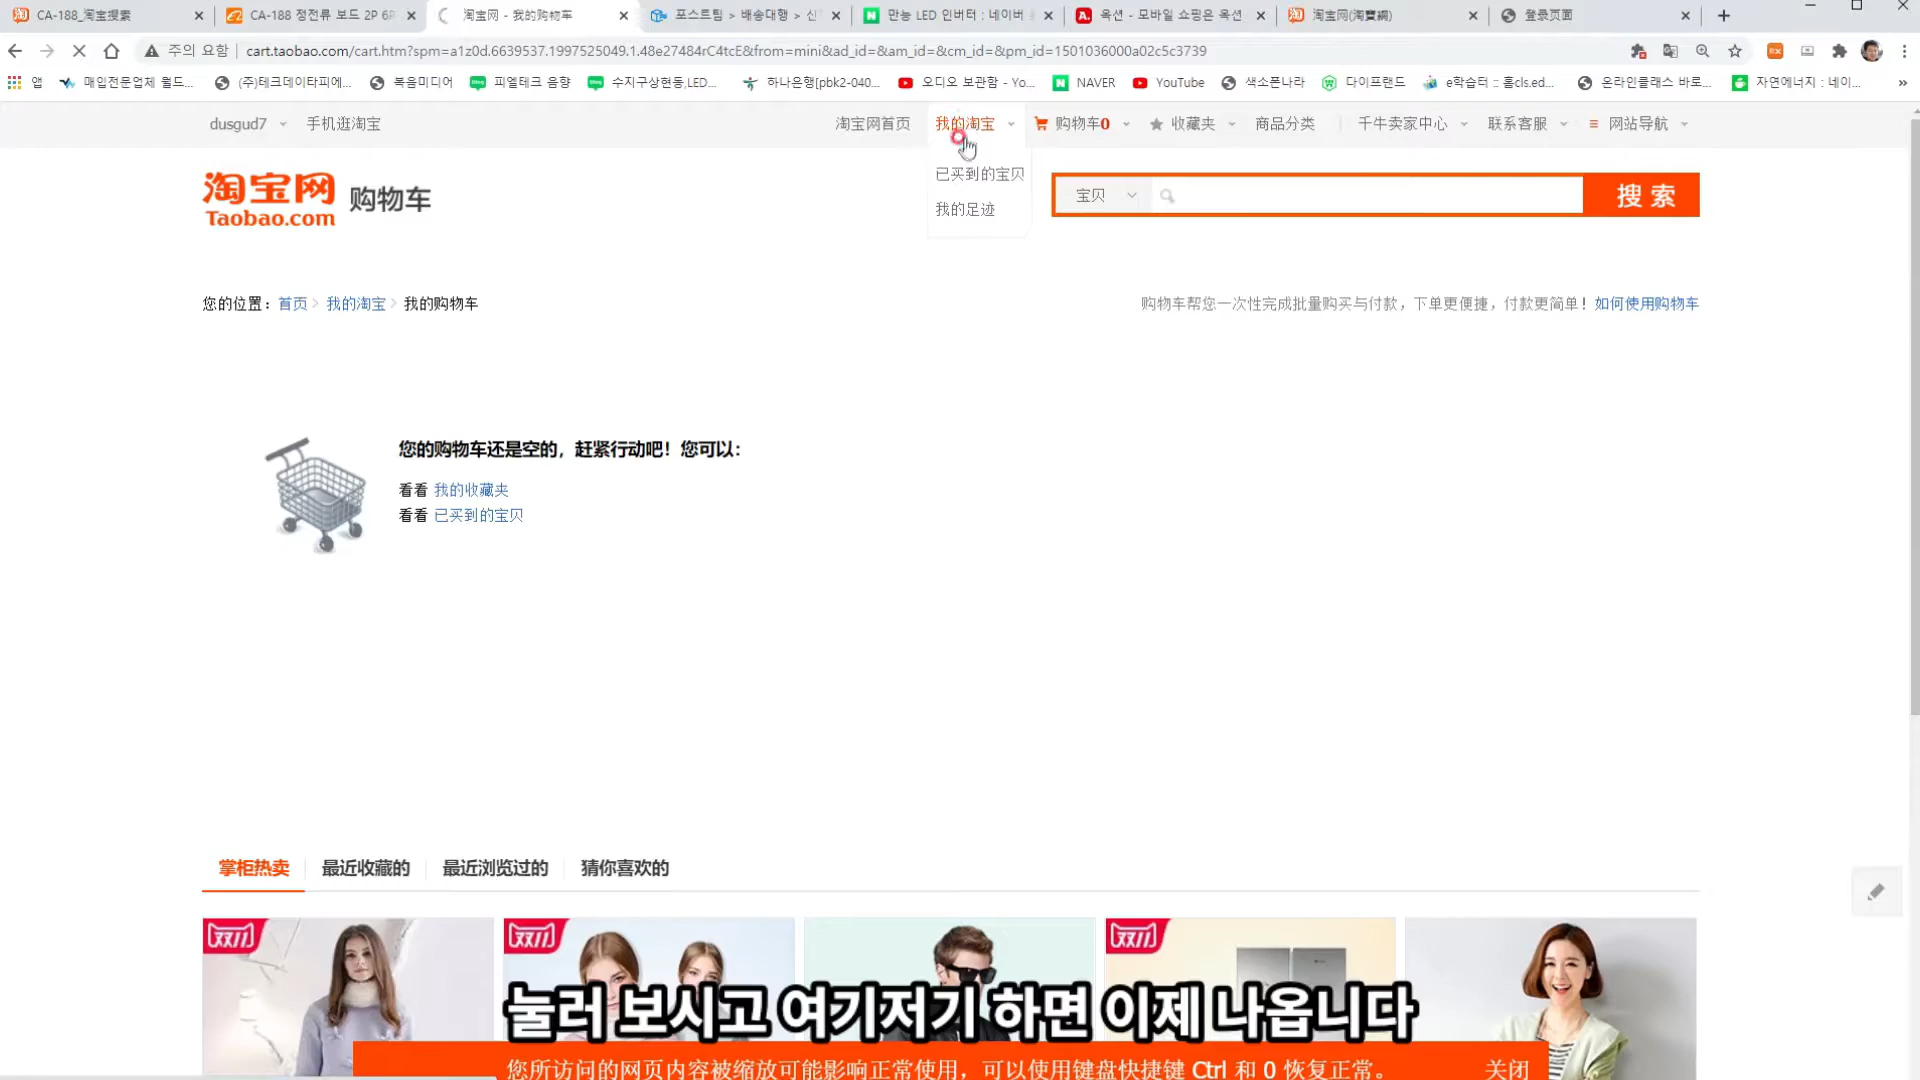 CA-188_淘宝搜索
CA-188 정전류 보드 2P 6P
淘宝网 - 我的购物车
포스트팀 > 배송대행 > 신
만능 LED 인버터 : 네이버
옥션 - 모바일 쇼핑은 옥션
淘宝网(淘寶網)
登录页面
주의 요함
cart.taobao.com/cart.htm?spm=a1z0d.6639537.1997525049.1.48e27484rC4tcE&from=mini&ad_id=&am_id=&cm_id=&pm_id=1501036000a02c5c3739
앱
매입전문업체 월드...
(주)테크데이타피에...
복음미디어
피엘테크 음향
수지구상현동,LED...
하나은행[pbk2-040...
오디오 보관함 - Yo...
NAVER
YouTube
색소폰나라
다이프랜드
e학습터 :: 홈cls.ed...
온라인클래스 바로...
자연에너지 : 네이...
»
dusgud7
手机逛淘宝
淘宝网首页
我的淘宝
购物车0
收藏夹
商品分类
千牛卖家中心
联系客服
网站导航
已买到的宝贝
我的足迹
淘宝网
Taobao.com
购物车
宝贝
搜 索
您的位置：首页 > 我的淘宝 > 我的购物车
购物车帮您一次性完成批量购买与付款，下单更便捷，付款更简单！如何使用购物车
您的购物车还是空的，赶紧行动吧！您可以：
看看 我的收藏夹
看看 已买到的宝贝
掌柜热卖
最近收藏的
最近浏览过的
猜你喜欢的
双11
双11
双11
눌러 보시고 여기저기 하면 이제 나옵니다
您所访问的网页内容被缩放可能影响正常使用，可以使用键盘快捷键 Ctrl 和 0 恢复正常。
关闭